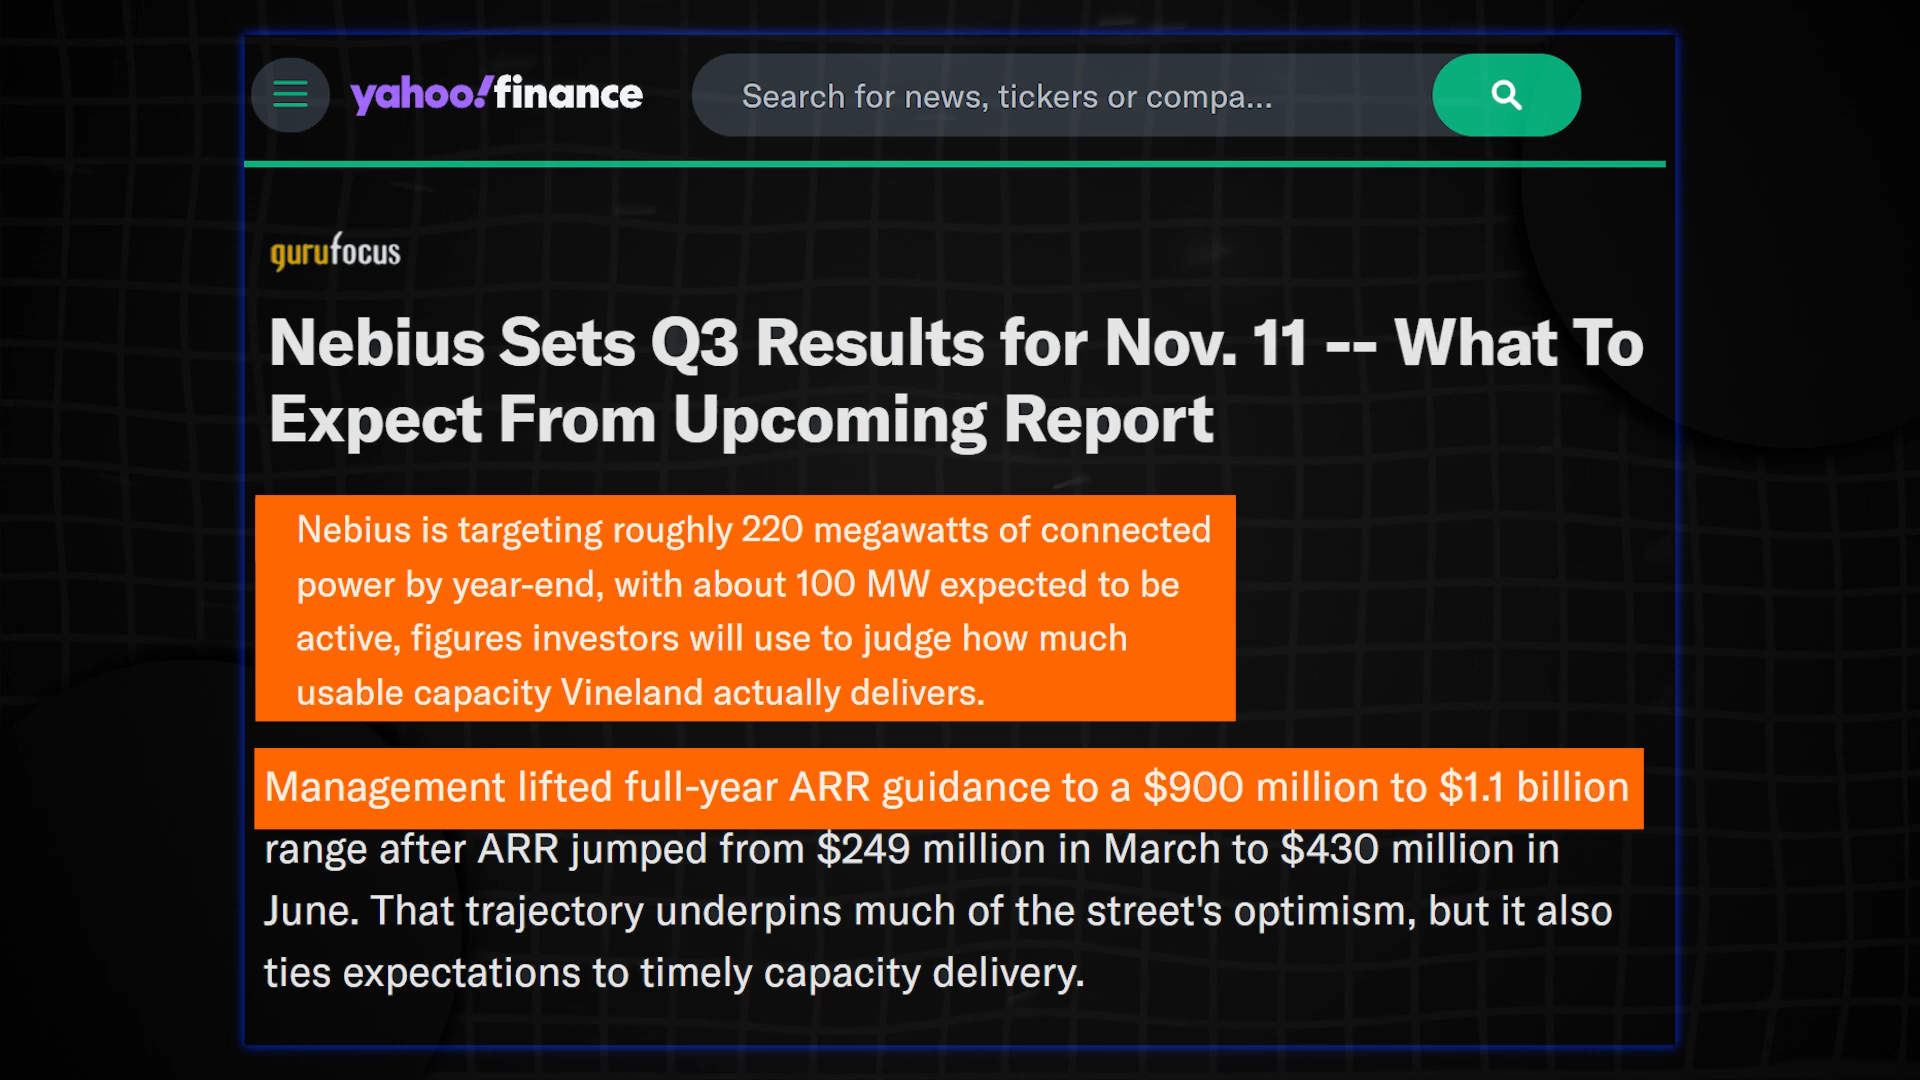 yahoo!finance
Search for news, tickers or compa...
gurufocus
Nebius Sets Q3 Results for Nov. 11 -- What To
Expect From Upcoming Report
Nebius is targeting roughly 220 megawatts of connected
power by year-end, with about 100 MW expected to be
active, figures investors will use to judge how much
usable capacity Vineland actually delivers.
Management lifted full-year ARR guidance to a $900 million to $1.1 billion
range after ARR jumped from $249 million in March to $430 million in
June. That trajectory underpins much of the street's optimism, but it also
ties expectations to timely capacity delivery.